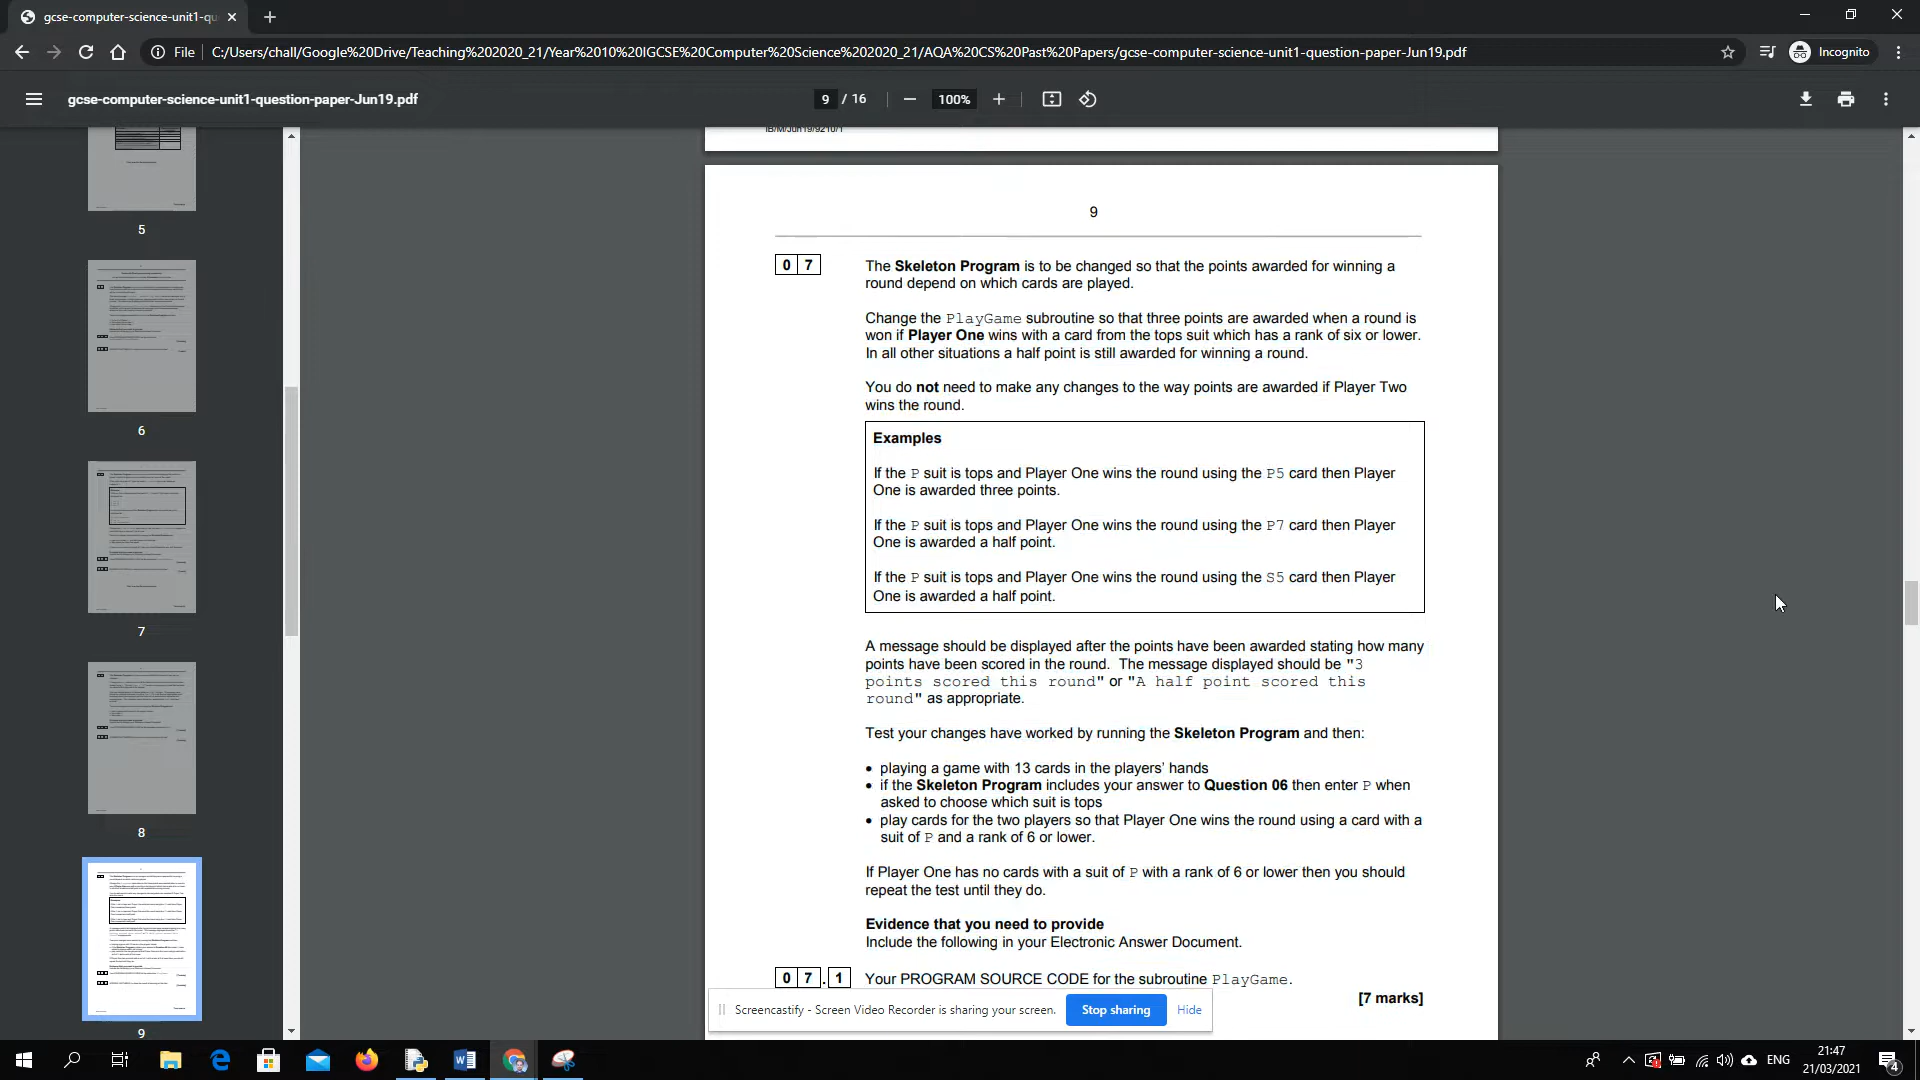 gcse-computer-science-unit1-qu
File
C:/Users/chall/Google%20Drive/Teaching%202020_21/Year%2010%20IGCSE%20Computer%20Science%202020_21/AQA%20CS%20Past%20Papers/gcse-computer-science-unit1-question-paper-Jun19.pdf
Incognito
gcse-computer-science-unit1-question-paper-Jun19.pdf
9 / 16
100%
IB/M/Jun19/9210/1
5
6
7
8
9
9
0 7
The Skeleton Program is to be changed so that the points awarded for winning a
round depend on which cards are played.
Change the PlayGame subroutine so that three points are awarded when a round is
won if Player One wins with a card from the tops suit which has a rank of six or lower.
In all other situations a half point is still awarded for winning a round.
You do not need to make any changes to the way points are awarded if Player Two
wins the round.
Examples
If the P suit is tops and Player One wins the round using the P5 card then Player
One is awarded three points.
If the P suit is tops and Player One wins the round using the P7 card then Player
One is awarded a half point.
If the P suit is tops and Player One wins the round using the S5 card then Player
One is awarded a half point.
A message should be displayed after the points have been awarded stating how many
points have been scored in the round. The message displayed should be "3
points scored this round" or "A half point scored this
round" as appropriate.
Test your changes have worked by running the Skeleton Program and then:
• playing a game with 13 cards in the players' hands
• if the Skeleton Program includes your answer to Question 06 then enter P when
asked to choose which suit is tops
• play cards for the two players so that Player One wins the round using a card with a
suit of P and a rank of 6 or lower.
If Player One has no cards with a suit of P with a rank of 6 or lower then you should
repeat the test until they do.
Evidence that you need to provide
Include the following in your Electronic Answer Document.
0 7 . 1
Your PROGRAM SOURCE CODE for the subroutine PlayGame.
[7 marks]
Screencastify - Screen Video Recorder is sharing your screen.
Stop sharing
Hide
ENG
21:47
21/03/2021
4